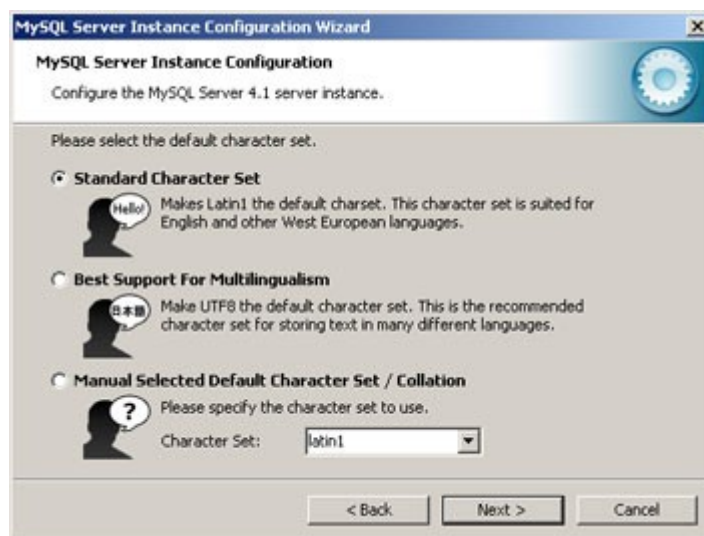 MySQL Server Instance Configuration Wizard
MySQL Server Instance Configuration
Configure the MySQL Server 4.1 server instance.
Please select the default character set.
Standard Character Set
Hello!
Makes Latin1 the default charset. This character set is suited for
English and other West European languages.
Best Support For Multilingualism
日本語
Make UTF8 the default character set. This is the recommended
character set for storing text in many different languages.
Manual Selected Default Character Set / Collation
?
Please specify the character set to use.
Character Set: latin1
< Back Next > Cancel